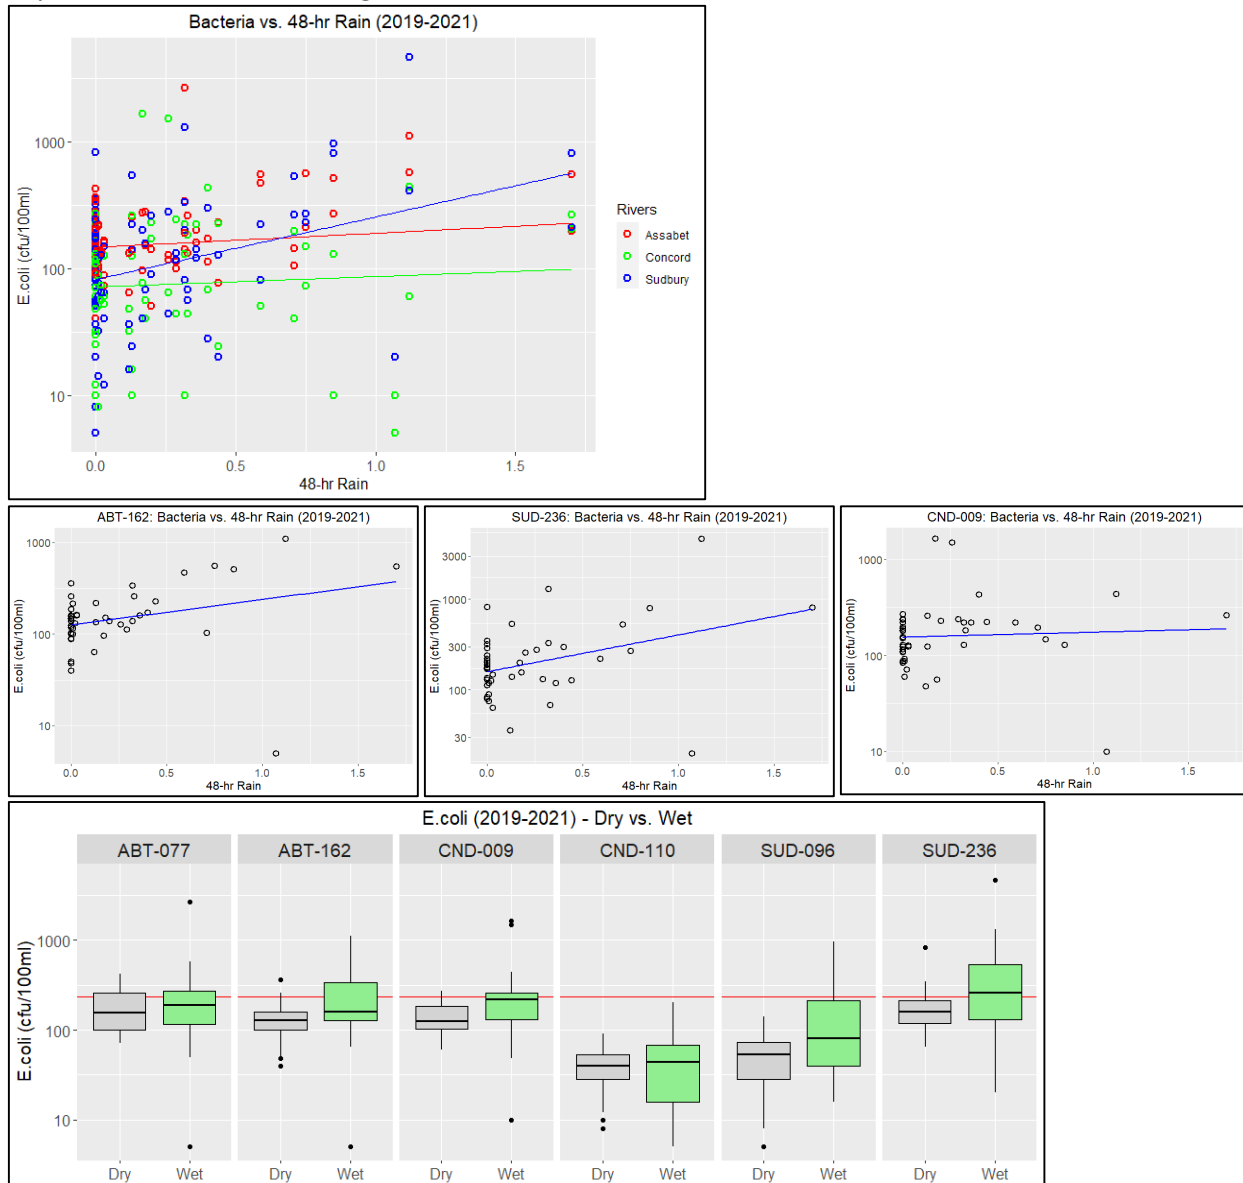 Bacteria vs. 48-hr Rain (2019-2021)
E.coli (cfu/100ml)
1000
100
10
0.0 0.5 1.0 1.5
48-hr Rain
Rivers
Assabet
Concord
Sudbury
ABT-162: Bacteria vs. 48-hr Rain (2019-2021)
E.coli (cfu/100ml)
1000
100
10
0.0 0.5 1.0 1.5
48-hr Rain
SUD-236: Bacteria vs. 48-hr Rain (2019-2021)
E.coli (cfu/100ml)
3000
1000
300
100
30
0.0 0.5 1.0 1.5
48-hr Rain
CND-009: Bacteria vs. 48-hr Rain (2019-2021)
E.coli (cfu/100ml)
1000
100
10
0.0 0.5 1.0 1.5
48-hr Rain
E.coli (2019-2021) - Dry vs. Wet
ABT-077 ABT-162 CND-009 CND-110 SUD-096 SUD-236
E.coli (cfu/100ml)
1000
100
10
Dry Wet Dry Wet Dry Wet Dry Wet Dry Wet Dry Wet